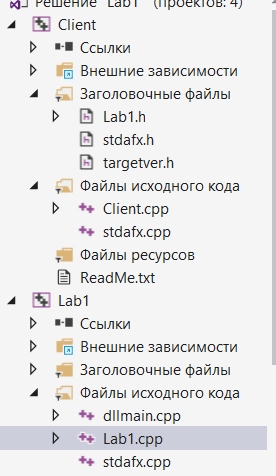 Решение "Lab1" (проектов: 4)
Client
Ссылки
Внешние зависимости
Заголовочные файлы
Lab1.h
stdafx.h
targetver.h
Файлы исходного кода
Client.cpp
stdafx.cpp
Файлы ресурсов
ReadMe.txt
Lab1
Ссылки
Внешние зависимости
Заголовочные файлы
Файлы исходного кода
dllmain.cpp
Lab1.cpp
stdafx.cpp